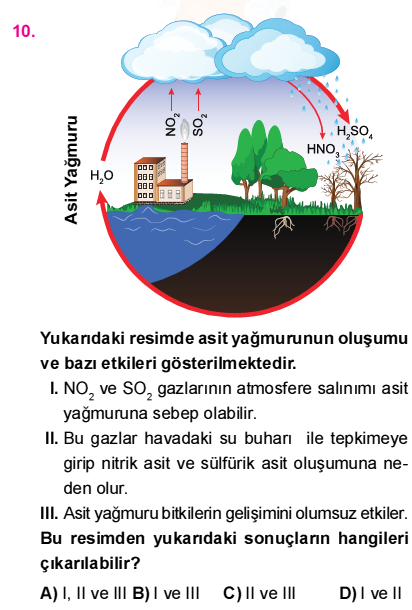 10.
Asit Yağmuru
NO₂
SO₂
H₂O
H₂SO₄
HNO₃
Yukarıdaki resimde asit yağmurunun oluşumu
ve bazı etkileri gösterilmektedir.
I. NO₂ ve SO₂ gazlarının atmosfere salınımı asit
yağmuruna sebep olabilir.
II. Bu gazlar havadaki su buharı ile tepkimeye
girip nitrik asit ve sülfürik asit oluşumuna ne-
den olur.
III. Asit yağmuru bitkilerin gelişimini olumsuz etkiler.
Bu resimden yukarıdaki sonuçların hangileri
çıkarılabilir?
A) I, II ve III B) I ve III C) II ve III D) I ve II